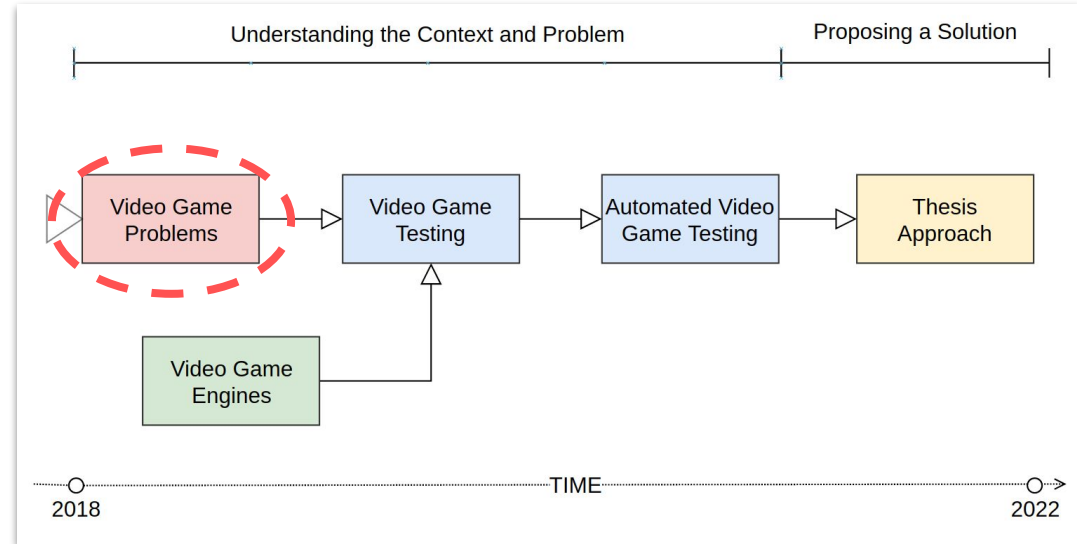 Understanding the Context and Problem
Proposing a Solution
Video Game
Problems
Video Game
Testing
Automated Video
Game Testing
Thesis
Approach
Video Game
Engines
TIME
2018
2022